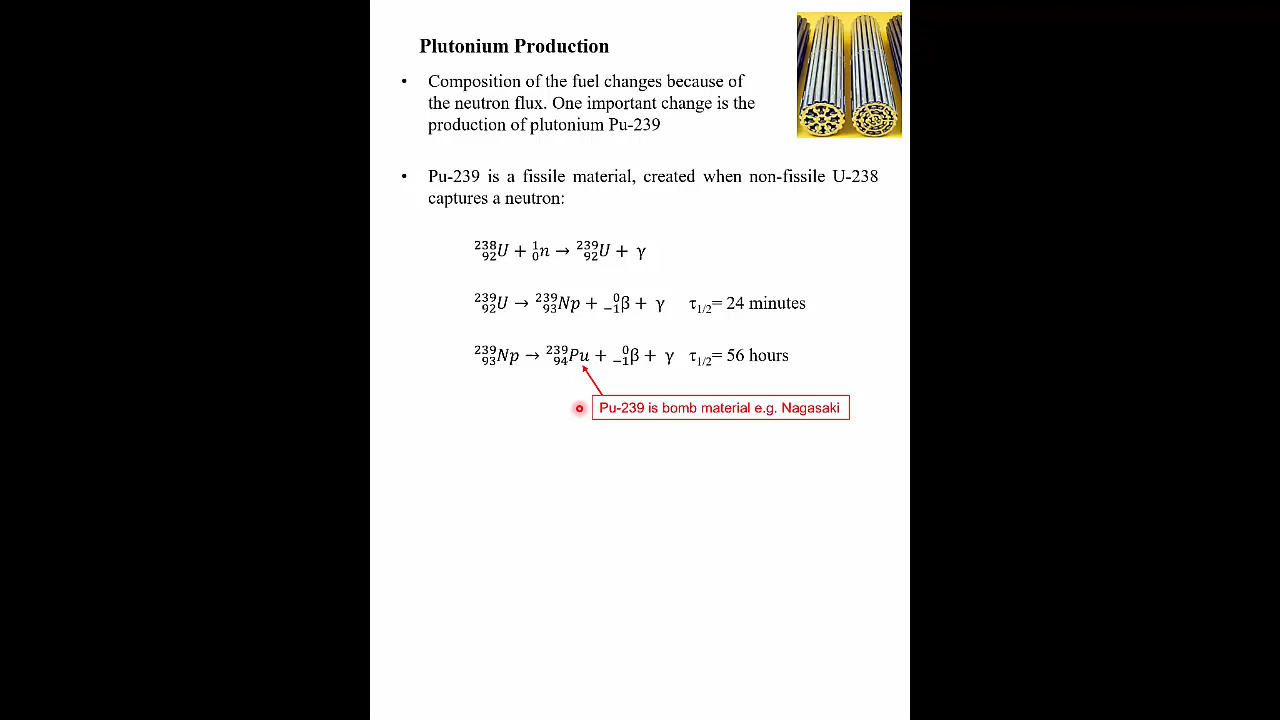 Plutonium Production
• Composition of the fuel changes because of
the neutron flux. One important change is the
production of plutonium Pu-239
• Pu-239 is a fissile material, created when non-fissile U-238
captures a neutron:
²³⁸₉₂U + ¹₀n → ²³⁹₉₂U + γ
²³⁹₉₂U → ²³⁹₉₃Np + ⁰₋₁β + γ τ₁/₂= 24 minutes
²³⁹₉₃Np → ²³⁹₉₄Pu + ⁰₋₁β + γ τ₁/₂= 56 hours
Pu-239 is bomb material e.g. Nagasaki